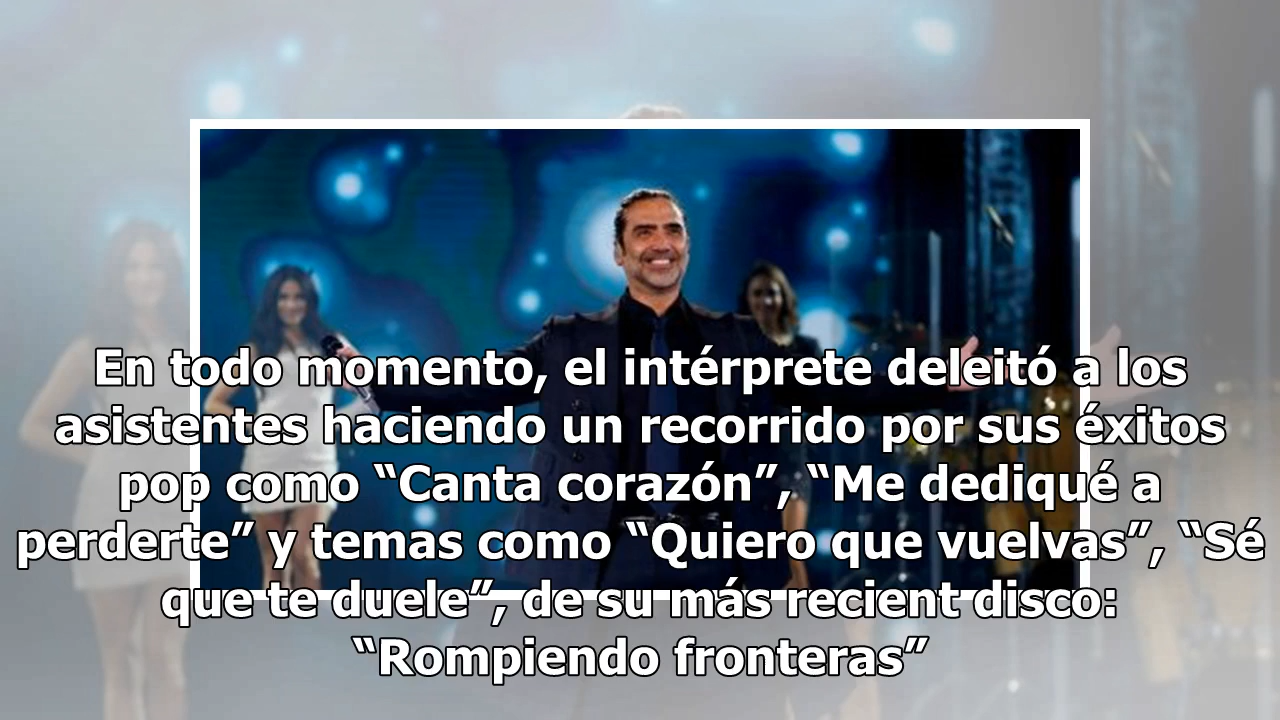 En todo momento, el intérprete deleitó a los
asistentes haciendo un recorrido por sus éxitos
pop como “Canta corazón”, “Me dediqué a
perderte” y temas como “Quiero que vuelvas”, “Sé
que te duele”, de su más recient disco:
“Rompiendo fronteras”